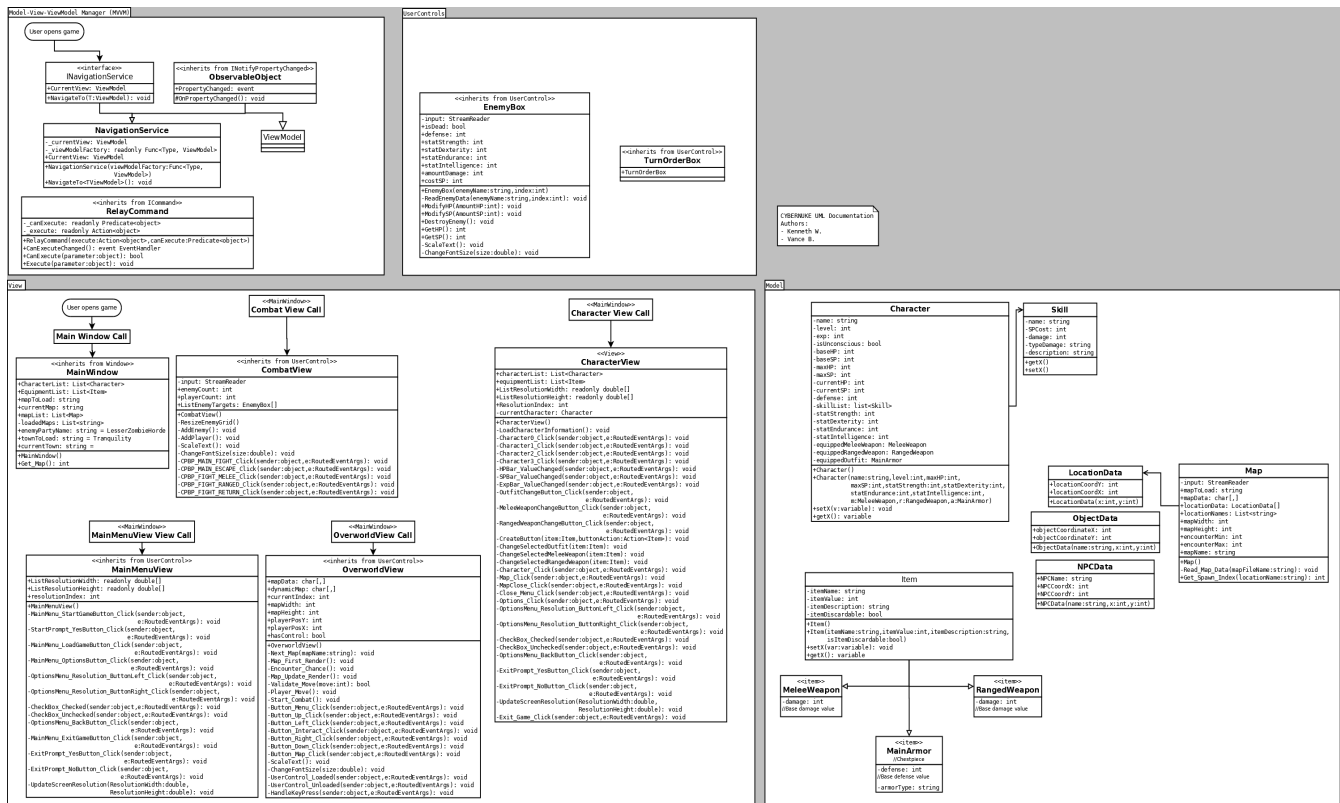 Model-View-ViewModel Manager (MVVM)
User opens game
<<interface>>
INavigationService
+CurrentView: ViewModel
+NavigateTo(T:ViewModel): void
<<inherits from INotifyPropertyChanged>>
ObservableObject
+PropertyChanged: event
#OnPropertyChanged(): void
NavigationService
-_currentView: ViewModel
-_viewModelFactory: readonly Func<Type, ViewModel>
+CurrentView: ViewModel
+NavigationService(viewModelFactory:Func<Type,
ViewModel>)
+NavigateTo<TViewModel>(): void
ViewModel
<<inherits from ICommand>>
RelayCommand
-_canExecute: readonly Predicate<object>
-_execute: readonly Action<object>
+RelayCommand(execute:Action<object>,canExecute:Predicate<object>)
+CanExecuteChanged(): event EventHandler
+CanExecute(parameter:object): bool
+Execute(parameter:object): void
UserControls
<<inherits from UserControl>>
EnemyBox
-input: StreamReader
+isDead: bool
+defense: int
+statStrength: int
+statDexterity: int
+statEndurance: int
+statIntelligence: int
+amountDamage: int
+costSP: int
+EnemyBox(enemyName:string,index:int)
-ReadEnemyData(enemyName:string,index:int): void
+ModifyHP(AmountHP:int): void
+ModifySP(AmountSP:int): void
+DestroyEnemy(): void
+GetHP(): int
+GetSP(): int
-ScaleText(): void
-ChangeFontSize(size:double): void
<<inherits from UserControl>>
TurnOrderBox
+TurnOrderBox
CYBERNUKE UML Documentation
Authors:
- Kenneth W.
- Vance B.
View
User opens game
Main Window Call
<<inherits from Window>>
MainWindow
+CharacterList: List<Character>
+EquipmentList: List<Item>
+mapToLoad: string
+currentMap: string
+mapList: List<Map>
-loadedMaps: List<string>
+enemyPartyName: string = LesserZombieHorde
+townToLoad: string = Tranquility
+currentTown: string =
+MainWindow()
+Get_Map(): int
<<MainWindow>>
Combat View Call
<<inherits from UserControl>>
CombatView
-input: StreamReader
+enemyCount: int
+playerCount: int
+ListEnemyTargets: EnemyBox[]
+CombatView()
-ResizeEnemyGrid()
-AddEnemy(): void
-AddPlayer(): void
-ScaleText(): void
-ChangeFontSize(size:double): void
-CPBP_MAIN_FIGHT_Click(sender:object,e:RoutedEventArgs): void
-CPBP_MAIN_ESCAPE_Click(sender:object,e:RoutedEventArgs): void
-CPBP_FIGHT_MELEE_Click(sender:object,e:RoutedEventArgs): void
-CPBP_FIGHT_RANGED_Click(sender:object,e:RoutedEventArgs): void
-CPBP_FIGHT_RETURN_Click(sender:object,e:RoutedEventArgs): void
<<MainWindow>>
Character View Call
<<View>>
CharacterView
+characterList: List<Character>
+equipmentList: List<Item>
+ListResolutionWidth: readonly double[]
+ListResolutionHeight: readonly double[]
+ResolutionIndex: int
-currentCharacter: Character
+CharacterView()
-LoadCharacterInformation(): void
-Character0_Click(sender:object,e:RoutedEventArgs): void
-Character1_Click(sender:object,e:RoutedEventArgs): void
-Character2_Click(sender:object,e:RoutedEventArgs): void
-Character3_Click(sender:object,e:RoutedEventArgs): void
-HPBar_ValueChanged(sender:object,e:RoutedEventArgs): void
-SPBar_ValueChanged(sender:object,e:RoutedEventArgs): void
-ExpBar_ValueChanged(sender:object,e:RoutedEventArgs): void
-OutfitChangeButton_Click(sender:object,
e:RoutedEventArgs): void
-MeleeWeaponChangeButton_Click(sender:object,
e:RoutedEventArgs): void
-RangedWeaponChangeButton_Click(sender:object,
e:RoutedEventArgs): void
-CreateButton(Item:Item,buttonAction:Action<Item>): void
-ChangeSelectedOutfit(item:Item): void
-ChangeSelectedMeleeWeapon(item:Item): void
-ChangeSelectedRangedWeapon(item:Item): void
-Character_Click(sender:object,e:RoutedEventArgs): void
-Map_Click(sender:object,e:RoutedEventArgs): void
-MapClose_Click(sender:object,e:RoutedEventArgs): void
-Close_Menu_Click(sender:object,e:RoutedEventArgs): void
-Options_Click(sender:object,e:RoutedEventArgs): void
-OptionsMenu_Resolution_ButtonLeft_Click(sender:object,
e:RoutedEventArgs): void
-OptionsMenu_Resolution_ButtonRight_Click(sender:object,
e:RoutedEventArgs): void
-CheckBox_Checked(sender:object,e:RoutedEventArgs): void
-CheckBox_Unchecked(sender:object,e:RoutedEventArgs): void
-OptionsMenu_BackButton_Click(sender:object,
e:RoutedEventArgs): void
-ExitPrompt_YesButton_Click(sender:object,
e:RoutedEventArgs): void
-ExitPrompt_NoButton_Click(sender:object,
e:RoutedEventArgs): void
-UpdateScreenResolution(ResolutionWidth:double,
ResolutionHeight:double): void
-Exit_Game_Click(sender:object,e:RoutedEventArgs): void
<<MainWindow>>
MainMenuView View Call
<<inherits from UserControl>>
MainMenuView
+ListResolutionWidth: readonly double[]
+ListResolutionHeight: readonly double[]
+resolutionIndex: int
+MainMenuView()
-MainMenu_StartGameButton_Click(sender:object,
e:RoutedEventArgs): void
-StartPrompt_YesButton_Click(sender:object,
e:RoutedEventArgs): void
-MainMenu_LoadGameButton_Click(sender:object,
e:RoutedEventArgs): void
-MainMenu_OptionsButton_Click(sender:object,
e:RoutedEventArgs): void
-OptionsMenu_Resolution_ButtonLeft_Click(sender:object,
e:RoutedEventArgs): void
-OptionsMenu_Resolution_ButtonRight_Click(sender:object,
e:RoutedEventArgs): void
-CheckBox_Checked(sender:object,e:RoutedEventArgs): void
-CheckBox_Unchecked(sender:object,e:RoutedEventArgs): void
-OptionsMenu_BackButton_Click(sender:object,
e:RoutedEventArgs): void
-MainMenu_ExitGameButton_Click(sender:object,
e:RoutedEventArgs): void
-ExitPrompt_YesButton_Click(sender:object,
e:RoutedEventArgs): void
-ExitPrompt_NoButton_Click(sender:object,
e:RoutedEventArgs): void
-UpdateScreenResolution(ResolutionWidth:double,
ResolutionHeight:double): void
<<MainWindow>>
OverworldView Call
<<inherits from UserControl>>
OverworldView
+mapData: char[,]
+dynamicMap: char[,]
+currentIndex: int
+mapWidth: int
+mapHeight: int
+playerPosY: int
+playerPosX: int
+hasControl: bool
+OverworldView()
-Next_Map(mapName:string): void
-Map_First_Render(): void
-Encounter_Chance(): void
-Map_Update_Render(): void
-Validate_Move(move:int): bool
-Player_Move(): void
-Start_Combat(): void
-Button_Menu_Click(sender:object,e:RoutedEventArgs): void
-Button_Up_Click(sender:object,e:RoutedEventArgs): void
-Button_Left_Click(sender:object,e:RoutedEventArgs): void
-Button_Interact_Click(sender:object,e:RoutedEventArgs): void
-Button_Right_Click(sender:object,e:RoutedEventArgs): void
-Button_Down_Click(sender:object,e:RoutedEventArgs): void
-Button_Map_Click(sender:object,e:RoutedEventArgs): void
-ScaleText(): void
-ChangeFontSize(size:double): void
-UserControl_Loaded(sender:object,e:RoutedEventArgs): void
-UserControl_Unloaded(sender:object,e:RoutedEventArgs): void
-HandleKeyPress(sender:object,e:RoutedEventArgs): void
Model
Character
-name: string
-level: int
-exp: int
-isUnconscious: bool
-baseHP: int
-baseSP: int
-maxHP: int
-maxSP: int
-currentHP: int
-currentSP: int
-defense: int
-skillList: list<Skill>
-statStrength: int
-statDexterity: int
-statEndurance: int
-statIntelligence: int
-equippedMeleeWeapon: MeleeWeapon
-equippedRangedWeapon: RangedWeapon
-equippedOutfit: MainArmor
+Character()
+Character(name:string,level:int,maxHP:int,
maxSP:int,statStrength:int,statDexterity:int,
statEndurance:int,statIntelligence:int,
m:MeleeWeapon,r:RangedWeapon,a:MainArmor)
+setX(v:variable): void
+getX(): variable
Skill
-name: string
-SPCost: int
-damage: int
-typeDamage: string
-description: string
+getX()
+setX()
LocationData
+locationCoordY: int
+locationCoordX: int
+LocationData(x:int,y:int)
ObjectData
+objectCoordinateX: int
+objectCoordinateY: int
+ObjectData(name:string,x:int,y:int)
NPCData
+NPCName: string
+NPCCoordX: int
+NPCCoordY: int
+NPCData(name:string,x:int,y:int)
Map
-input: StreamReader
+mapToLoad: string
+mapData: char[,]
+locationData: LocationData[]
+locationNames: List<string>
+mapWidth: int
+mapHeight: int
+encounterMin: int
+encounterMax: int
+mapName: string
+Map()
-Read_Map_Data(mapFileName:string): void
+Get_Spawn_Index(locationName:string): int
Item
-itemName: string
-itemValue: int
-itemDescription: string
-itemDiscardable: bool
+Item()
+Item(itemName:string,itemValue:int,itemDescription:string,
isItemDiscardable:bool)
+setX(var:variable): void
+getX(): variable
<<item>>
MeleeWeapon
-damage: int
//Base damage value
<<item>>
RangedWeapon
-damage: int
//Base damage value
<<item>>
MainArmor
//Chestpiece
-defense: int
//Base defense value
-armorType: string